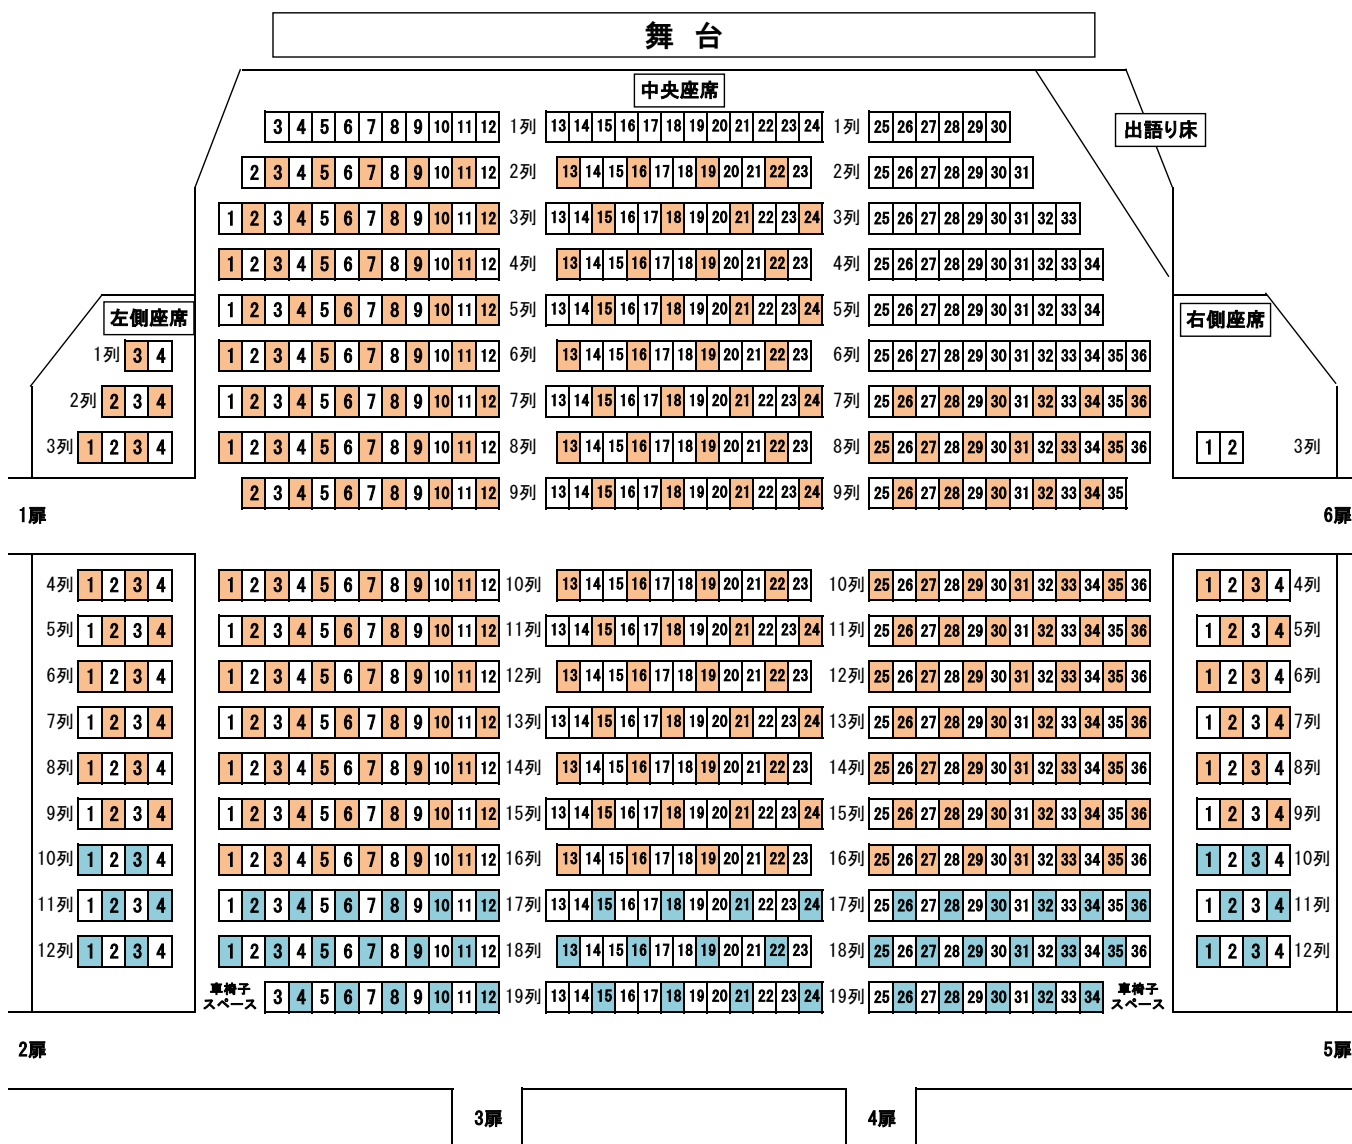 舞 台
中央座席
3 4 5 6 7 8 9 10 11 12 1列 13 14 15 16 17 18 19 20 21 22 23 24 1列 25 26 27 28 29 30
出語り床
2 3 4 5 6 7 8 9 10 11 12 2列 13 14 15 16 17 18 19 20 21 22 23 2列 25 26 27 28 29 30 31
1 2 3 4 5 6 7 8 9 10 11 12 3列 13 14 15 16 17 18 19 20 21 22 23 24 3列 25 26 27 28 29 30 31 32 33
1 2 3 4 5 6 7 8 9 10 11 12 4列 13 14 15 16 17 18 19 20 21 22 23 4列 25 26 27 28 29 30 31 32 33 34
左側座席 1 2 3 4 5 6 7 8 9 10 11 12 5列 13 14 15 16 17 18 19 20 21 22 23 24 5列 25 26 27 28 29 30 31 32 33 34 右側座席
1列 3 4 1 2 3 4 5 6 7 8 9 10 11 12 6列 13 14 15 16 17 18 19 20 21 22 23 6列 25 26 27 28 29 30 31 32 33 34 35 36
2列 2 3 4 1 2 3 4 5 6 7 8 9 10 11 12 7列 13 14 15 16 17 18 19 20 21 22 23 24 7列 25 26 27 28 29 30 31 32 33 34 35 36
3列 1 2 3 4 1 2 3 4 5 6 7 8 9 10 11 12 8列 13 14 15 16 17 18 19 20 21 22 23 8列 25 26 27 28 29 30 31 32 33 34 35 36 1 2 3列
2 3 4 5 6 7 8 9 10 11 12 9列 13 14 15 16 17 18 19 20 21 22 23 24 9列 25 26 27 28 29 30 31 32 33 34 35
1扉 6扉
4列 1 2 3 4 1 2 3 4 5 6 7 8 9 10 11 12 10列 13 14 15 16 17 18 19 20 21 22 23 10列 25 26 27 28 29 30 31 32 33 34 35 36 1 2 3 4 4列
5列 1 2 3 4 1 2 3 4 5 6 7 8 9 10 11 12 11列 13 14 15 16 17 18 19 20 21 22 23 24 11列 25 26 27 28 29 30 31 32 33 34 35 36 1 2 3 4 5列
6列 1 2 3 4 1 2 3 4 5 6 7 8 9 10 11 12 12列 13 14 15 16 17 18 19 20 21 22 23 12列 25 26 27 28 29 30 31 32 33 34 35 36 1 2 3 4 6列
7列 1 2 3 4 1 2 3 4 5 6 7 8 9 10 11 12 13列 13 14 15 16 17 18 19 20 21 22 23 24 13列 25 26 27 28 29 30 31 32 33 34 35 36 1 2 3 4 7列
8列 1 2 3 4 1 2 3 4 5 6 7 8 9 10 11 12 14列 13 14 15 16 17 18 19 20 21 22 23 14列 25 26 27 28 29 30 31 32 33 34 35 36 1 2 3 4 8列
9列 1 2 3 4 1 2 3 4 5 6 7 8 9 10 11 12 15列 13 14 15 16 17 18 19 20 21 22 23 24 15列 25 26 27 28 29 30 31 32 33 34 35 36 1 2 3 4 9列
10列 1 2 3 4 1 2 3 4 5 6 7 8 9 10 11 12 16列 13 14 15 16 17 18 19 20 21 22 23 16列 25 26 27 28 29 30 31 32 33 34 35 36 1 2 3 4 10列
11列 1 2 3 4 1 2 3 4 5 6 7 8 9 10 11 12 17列 13 14 15 16 17 18 19 20 21 22 23 24 17列 25 26 27 28 29 30 31 32 33 34 35 36 1 2 3 4 11列
12列 1 2 3 4 1 2 3 4 5 6 7 8 9 10 11 12 18列 13 14 15 16 17 18 19 20 21 22 23 18列 25 26 27 28 29 30 31 32 33 34 35 36 1 2 3 4 12列
車椅子
スペース 3 4 5 6 7 8 9 10 11 12 19列 13 14 15 16 17 18 19 20 21 22 23 24 19列 25 26 27 28 29 30 31 32 33 34 車椅子
スペース
2扉 5扉
3扉 4扉